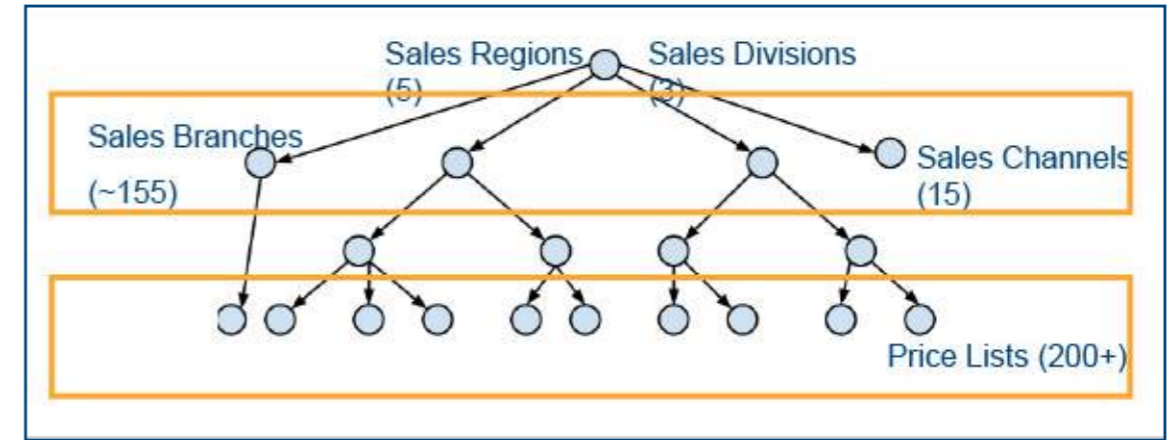 Sales Regions
(5)
Sales Divisions
(3)
Sales Branches
(~155)
Sales Channels
(15)
Price Lists (200+)